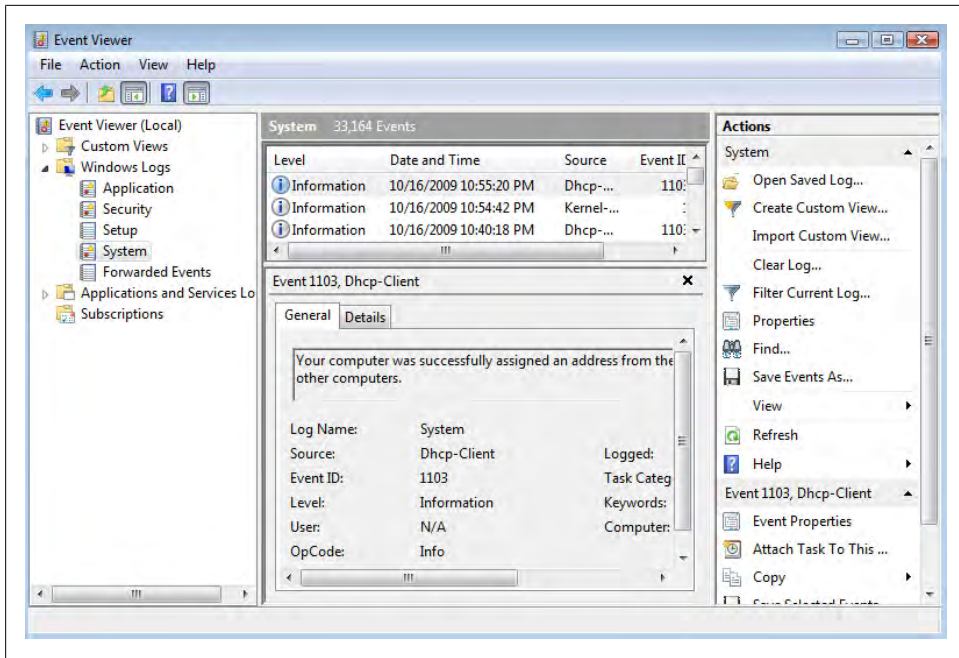 Event Viewer
File Action View Help
Event Viewer (Local)
Custom Views
Windows Logs
Application
Security
Setup
System
Forwarded Events
Applications and Services Lo
Subscriptions
System 33,164 Events
Level Date and Time Source Event ID
Information 10/16/2009 10:55:20 PM Dhcp-... 110
Information 10/16/2009 10:54:42 PM Kernel-...
Information 10/16/2009 10:40:18 PM Dhcp-... 110
Event 1103, Dhcp-Client
General Details
Your computer was successfully assigned an address from the
other computers.
Log Name: System
Source: Dhcp-Client Logged:
Event ID: 1103 Task Categ
Level: Information Keywords:
User: N/A Computer:
OpCode: Info
Actions
System
Open Saved Log...
Create Custom View...
Import Custom View...
Clear Log...
Filter Current Log...
Properties
Find...
Save Events As...
View
Refresh
Help
Event 1103, Dhcp-Client
Event Properties
Attach Task To This ...
Copy
Save Selected Events